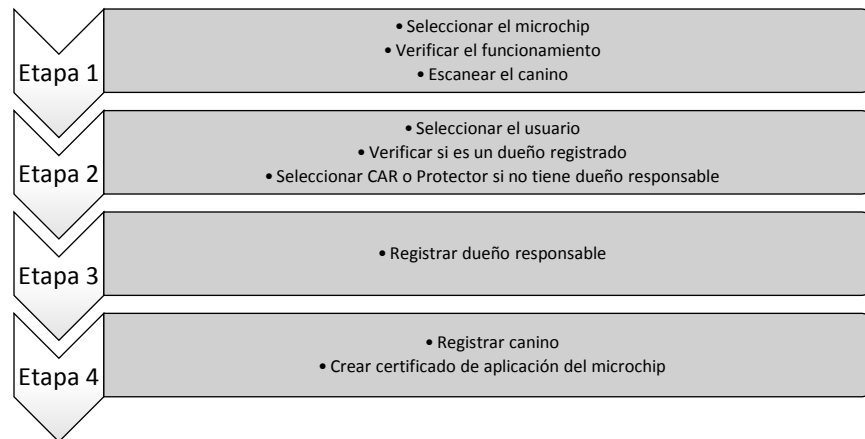 Etapa 1
• Seleccionar el microchip
• Verificar el funcionamiento
• Escanear el canino
Etapa 2
• Seleccionar el usuario
• Verificar si es un dueño registrado
• Seleccionar CAR o Protector si no tiene dueño responsable
Etapa 3
• Registrar dueño responsable
Etapa 4
• Registrar canino
• Crear certificado de aplicación del microchip